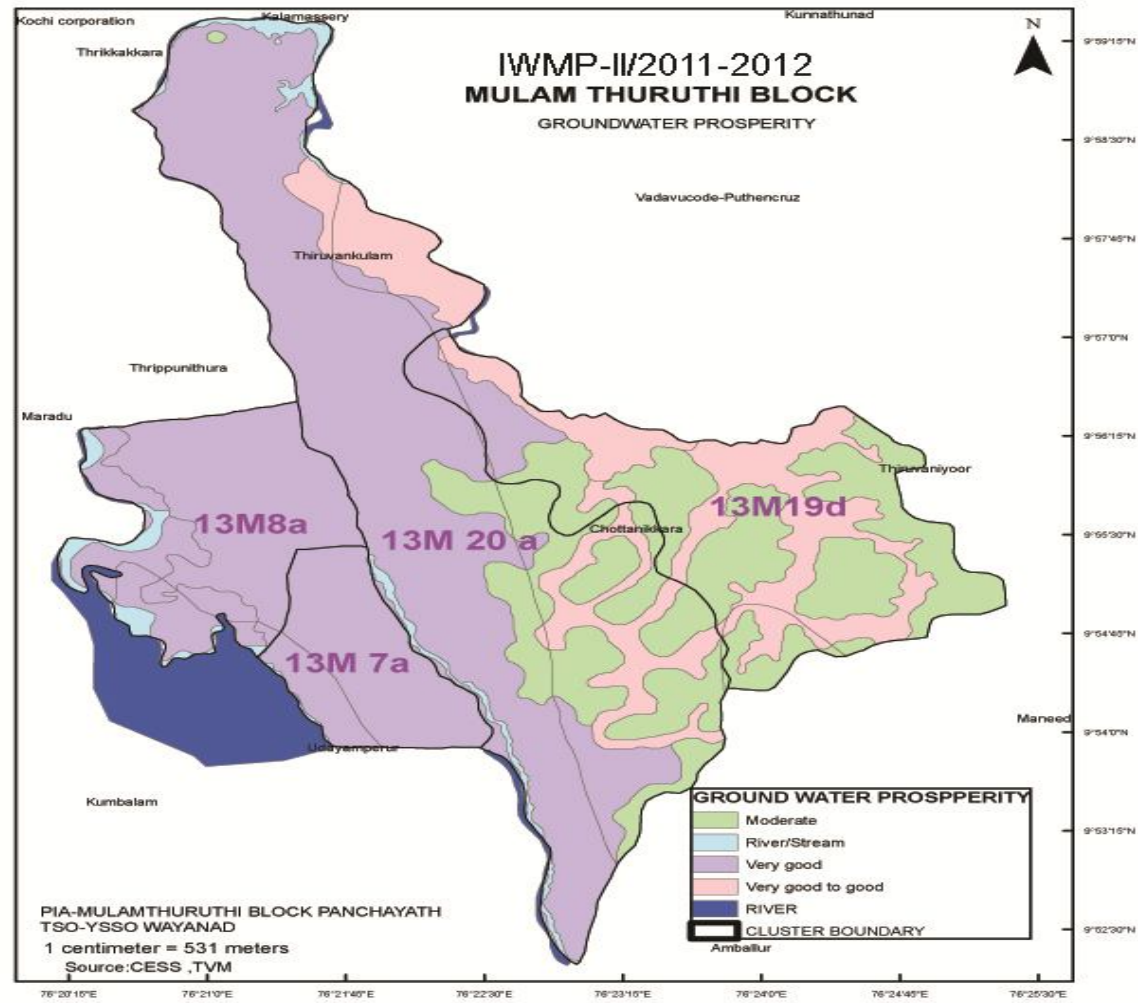 Kochi corporation
Kalamassery
Kunnathunad
Thrikkakkara
N
IWMP-II/2011-2012
MULAM THURUTHI BLOCK
GROUNDWATER PROSPERITY
Vadavucode-Puthencruz
Thiruvankulam
Thrippunithura
Maradu
Thiruvaniyoor
13M8a
13M 20 a
Chottanikkara
13M19d
13M 7a
Udayamperur
Maneed
Kumbalam
GROUND WATER PROSPPERITY
Moderate
River/Stream
Very good
Very good to good
RIVER
CLUSTER BOUNDARY
Amballur
PIA-MULAMTHURUTHI BLOCK PANCHAYATH
TSO-YSSO WAYANAD
1 centimeter = 531 meters
Source:CESS ,TVM
9°59'15"N
9°58'30"N
9°57'45"N
9°57'0"N
9°56'15"N
9°55'30"N
9°54'45"N
9°54'0"N
9°53'15"N
9°52'30"N
76°20'15"E 76°21'0"E 76°21'45"E 76°22'30"E 76°23'15"E 76°24'0"E 76°24'45"E 76°25'30"E